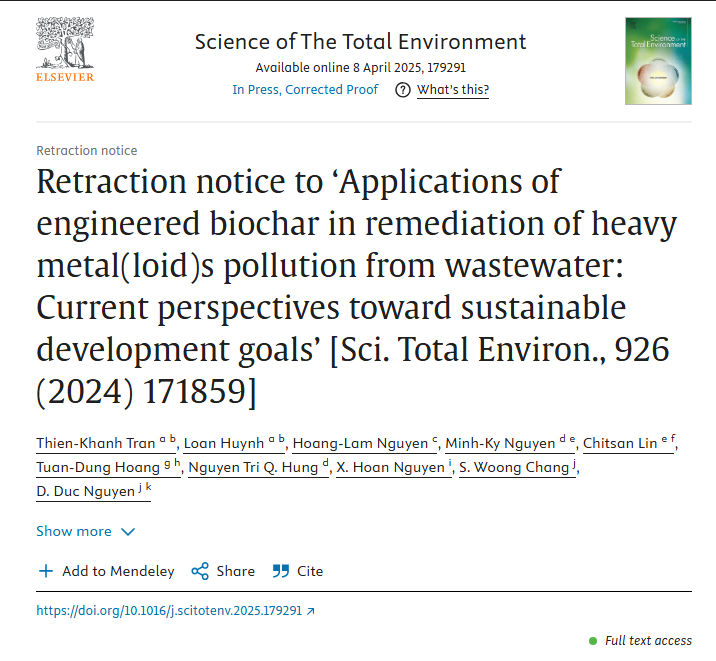 ELSEVIER
Science of The Total Environment
Available online 8 April 2025, 179291
In Press, Corrected Proof What's this?
Science of the
Total Environment
Retraction notice
Retraction notice to ‘Applications of
engineered biochar in remediation of heavy
metal(loid)s pollution from wastewater:
Current perspectives toward sustainable
development goals’ [Sci. Total Environ., 926
(2024) 171859]
Thien-Khanh Tran a b, Loan Huynh a b, Hoang-Lam Nguyen c, Minh-Ky Nguyen d e, Chitsan Lin e f,
Tuan-Dung Hoang g h, Nguyen Tri Q. Hung d, X. Hoan Nguyen i, S. Woong Chang j,
D. Duc Nguyen j k
Show more
Add to Mendeley Share Cite
https://doi.org/10.1016/j.scitotenv.2025.179291
Full text access